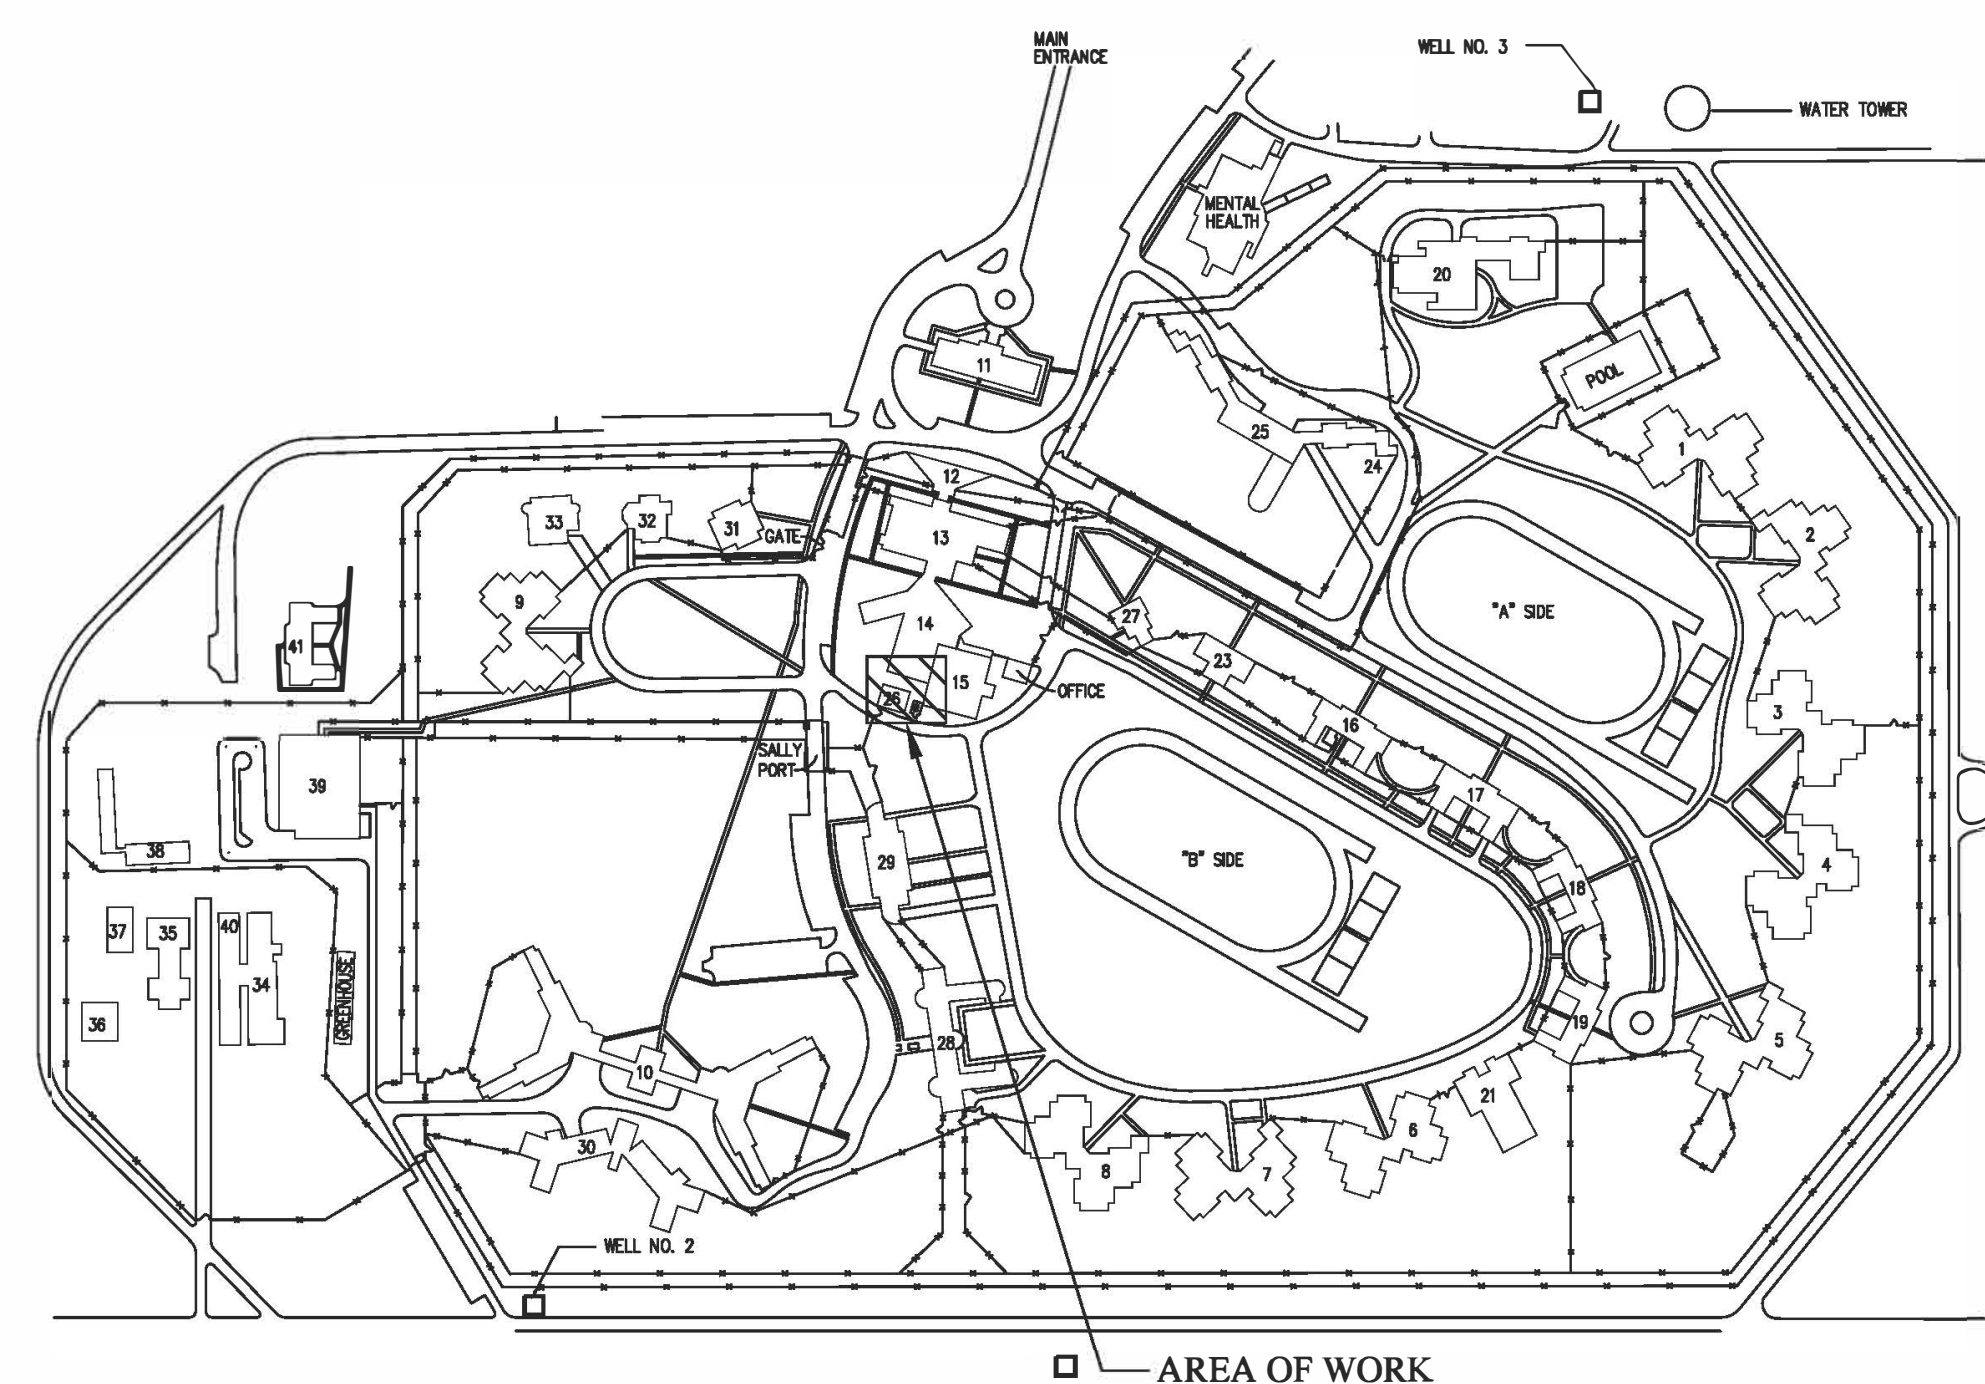 MAIN
ENTRANCE
WELL NO. 3
WATER TOWER
MENTAL
HEALTH
20
11
POOL
25
24
1
12
33
32
31
GATE
13
2
9
"A" SIDE
27
14
41
23
15
26
OFFICE
3
16
SALLY
PORT
39
17
38
29
"B" SIDE
4
18
37
35
40
34
GREENHOUSE
36
19
28
5
10
21
30
6
8
7
WELL NO. 2
AREA OF WORK